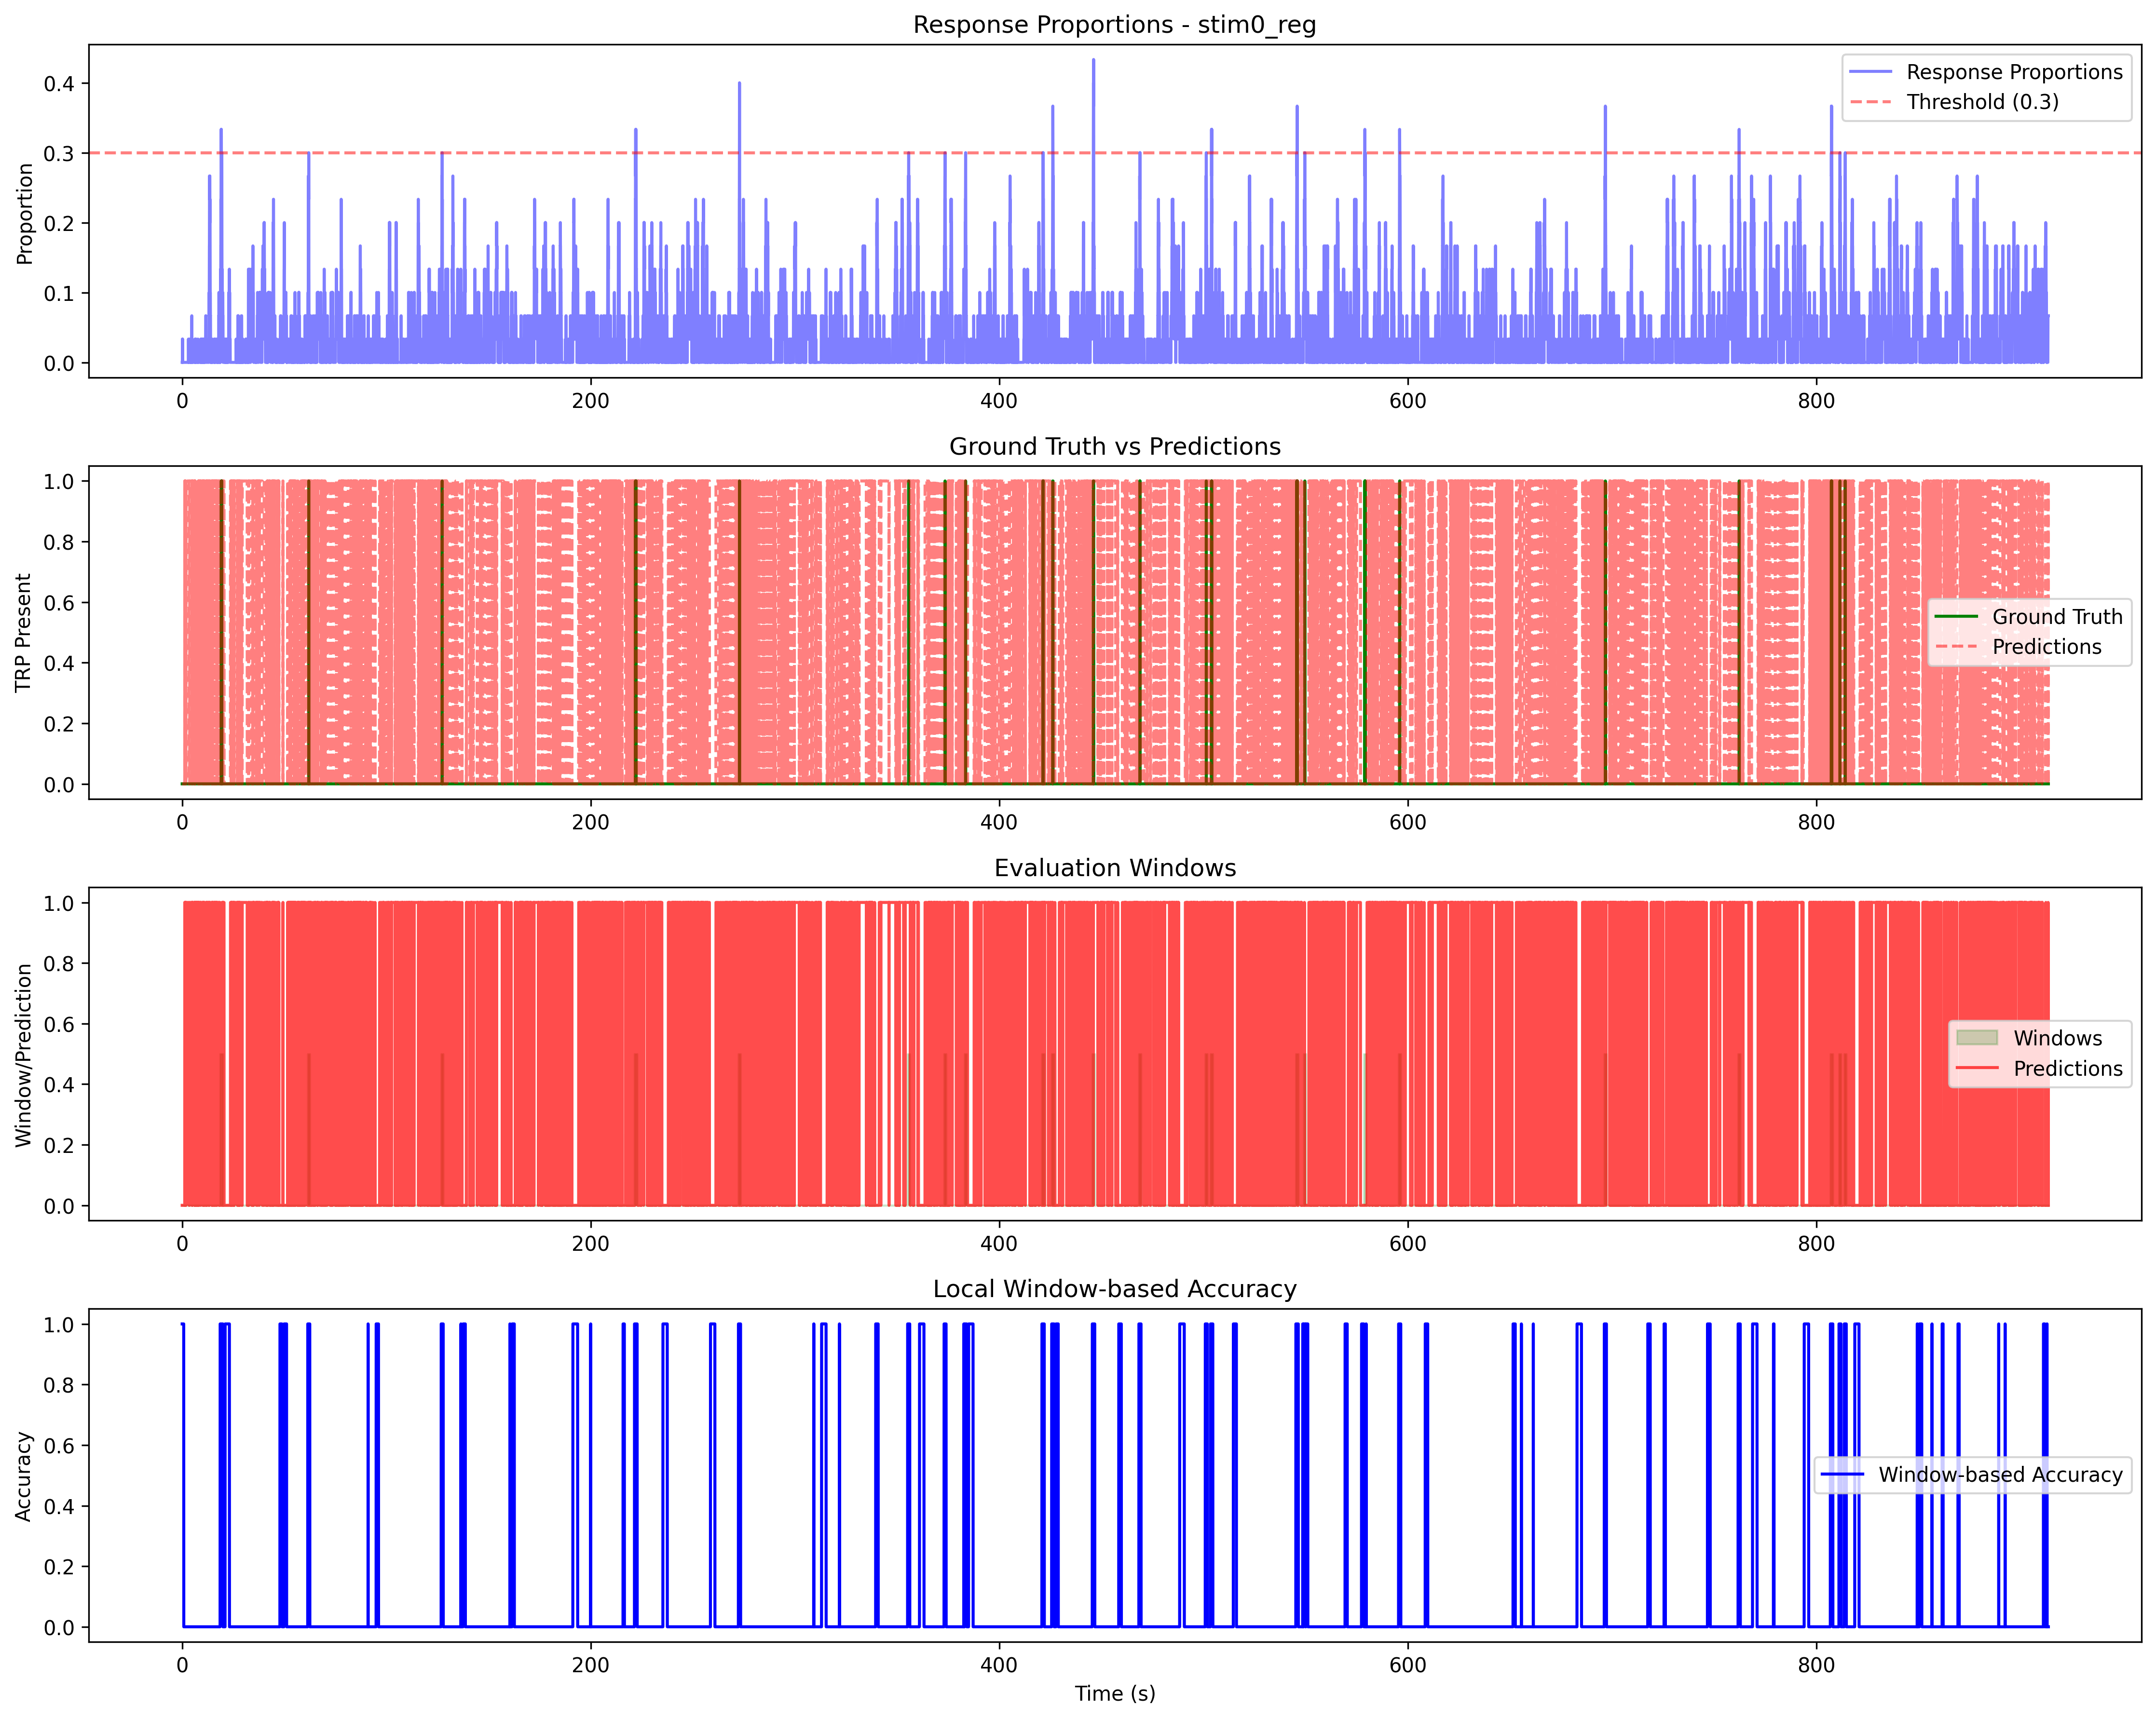 Response Proportions - stim0_reg
Proportion
0.4
0.3
0.2
0.1
0.0
Response Proportions
Threshold (0.3)
0 200 400 600 800
Ground Truth vs Predictions
TRP Present
1.0
0.8
0.6
0.4
0.2
0.0
Ground Truth
Predictions
0 200 400 600 800
Evaluation Windows
Window/Prediction
1.0
0.8
0.6
0.4
0.2
0.0
Windows
Predictions
0 200 400 600 800
Local Window-based Accuracy
Accuracy
1.0
0.8
0.6
0.4
0.2
0.0
Window-based Accuracy
0 200 400 600 800
Time (s)